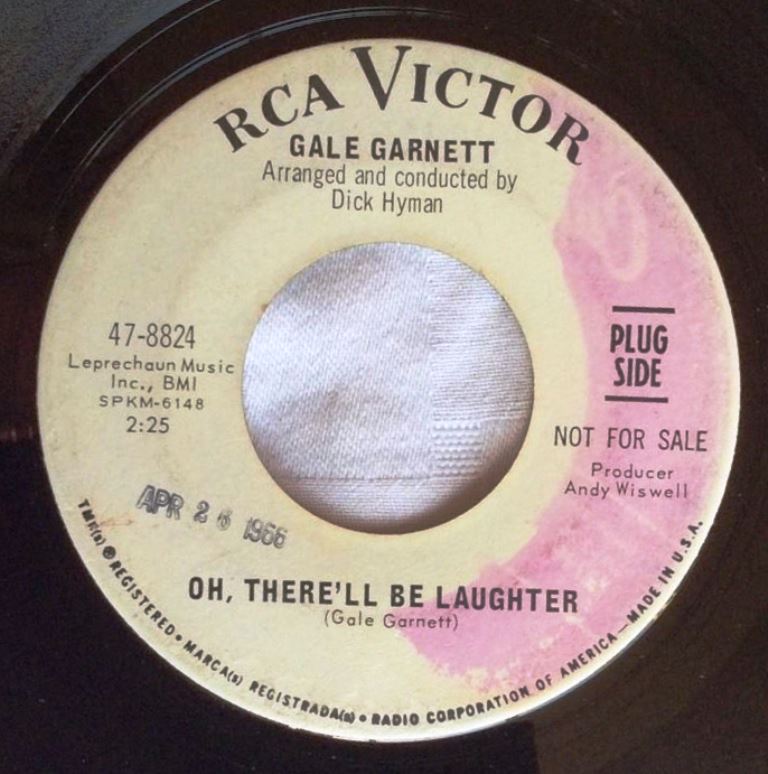 RCA VICTOR
GALE GARNETT
Arranged and conducted by
Dick Hyman
47-8824
Leprechaun Music
Inc., BMI
SPKM-6148
2:25
PLUG
SIDE
NOT FOR SALE
Producer
Andy Wiswell
APR 26 1966
OH, THERE'LL BE LAUGHTER
(Gale Garnett)
TMK(s) ® REGISTERED • MARCA(s) REGISTRADA(s) • RADIO CORPORATION OF AMERICA—MADE IN U.S.A.